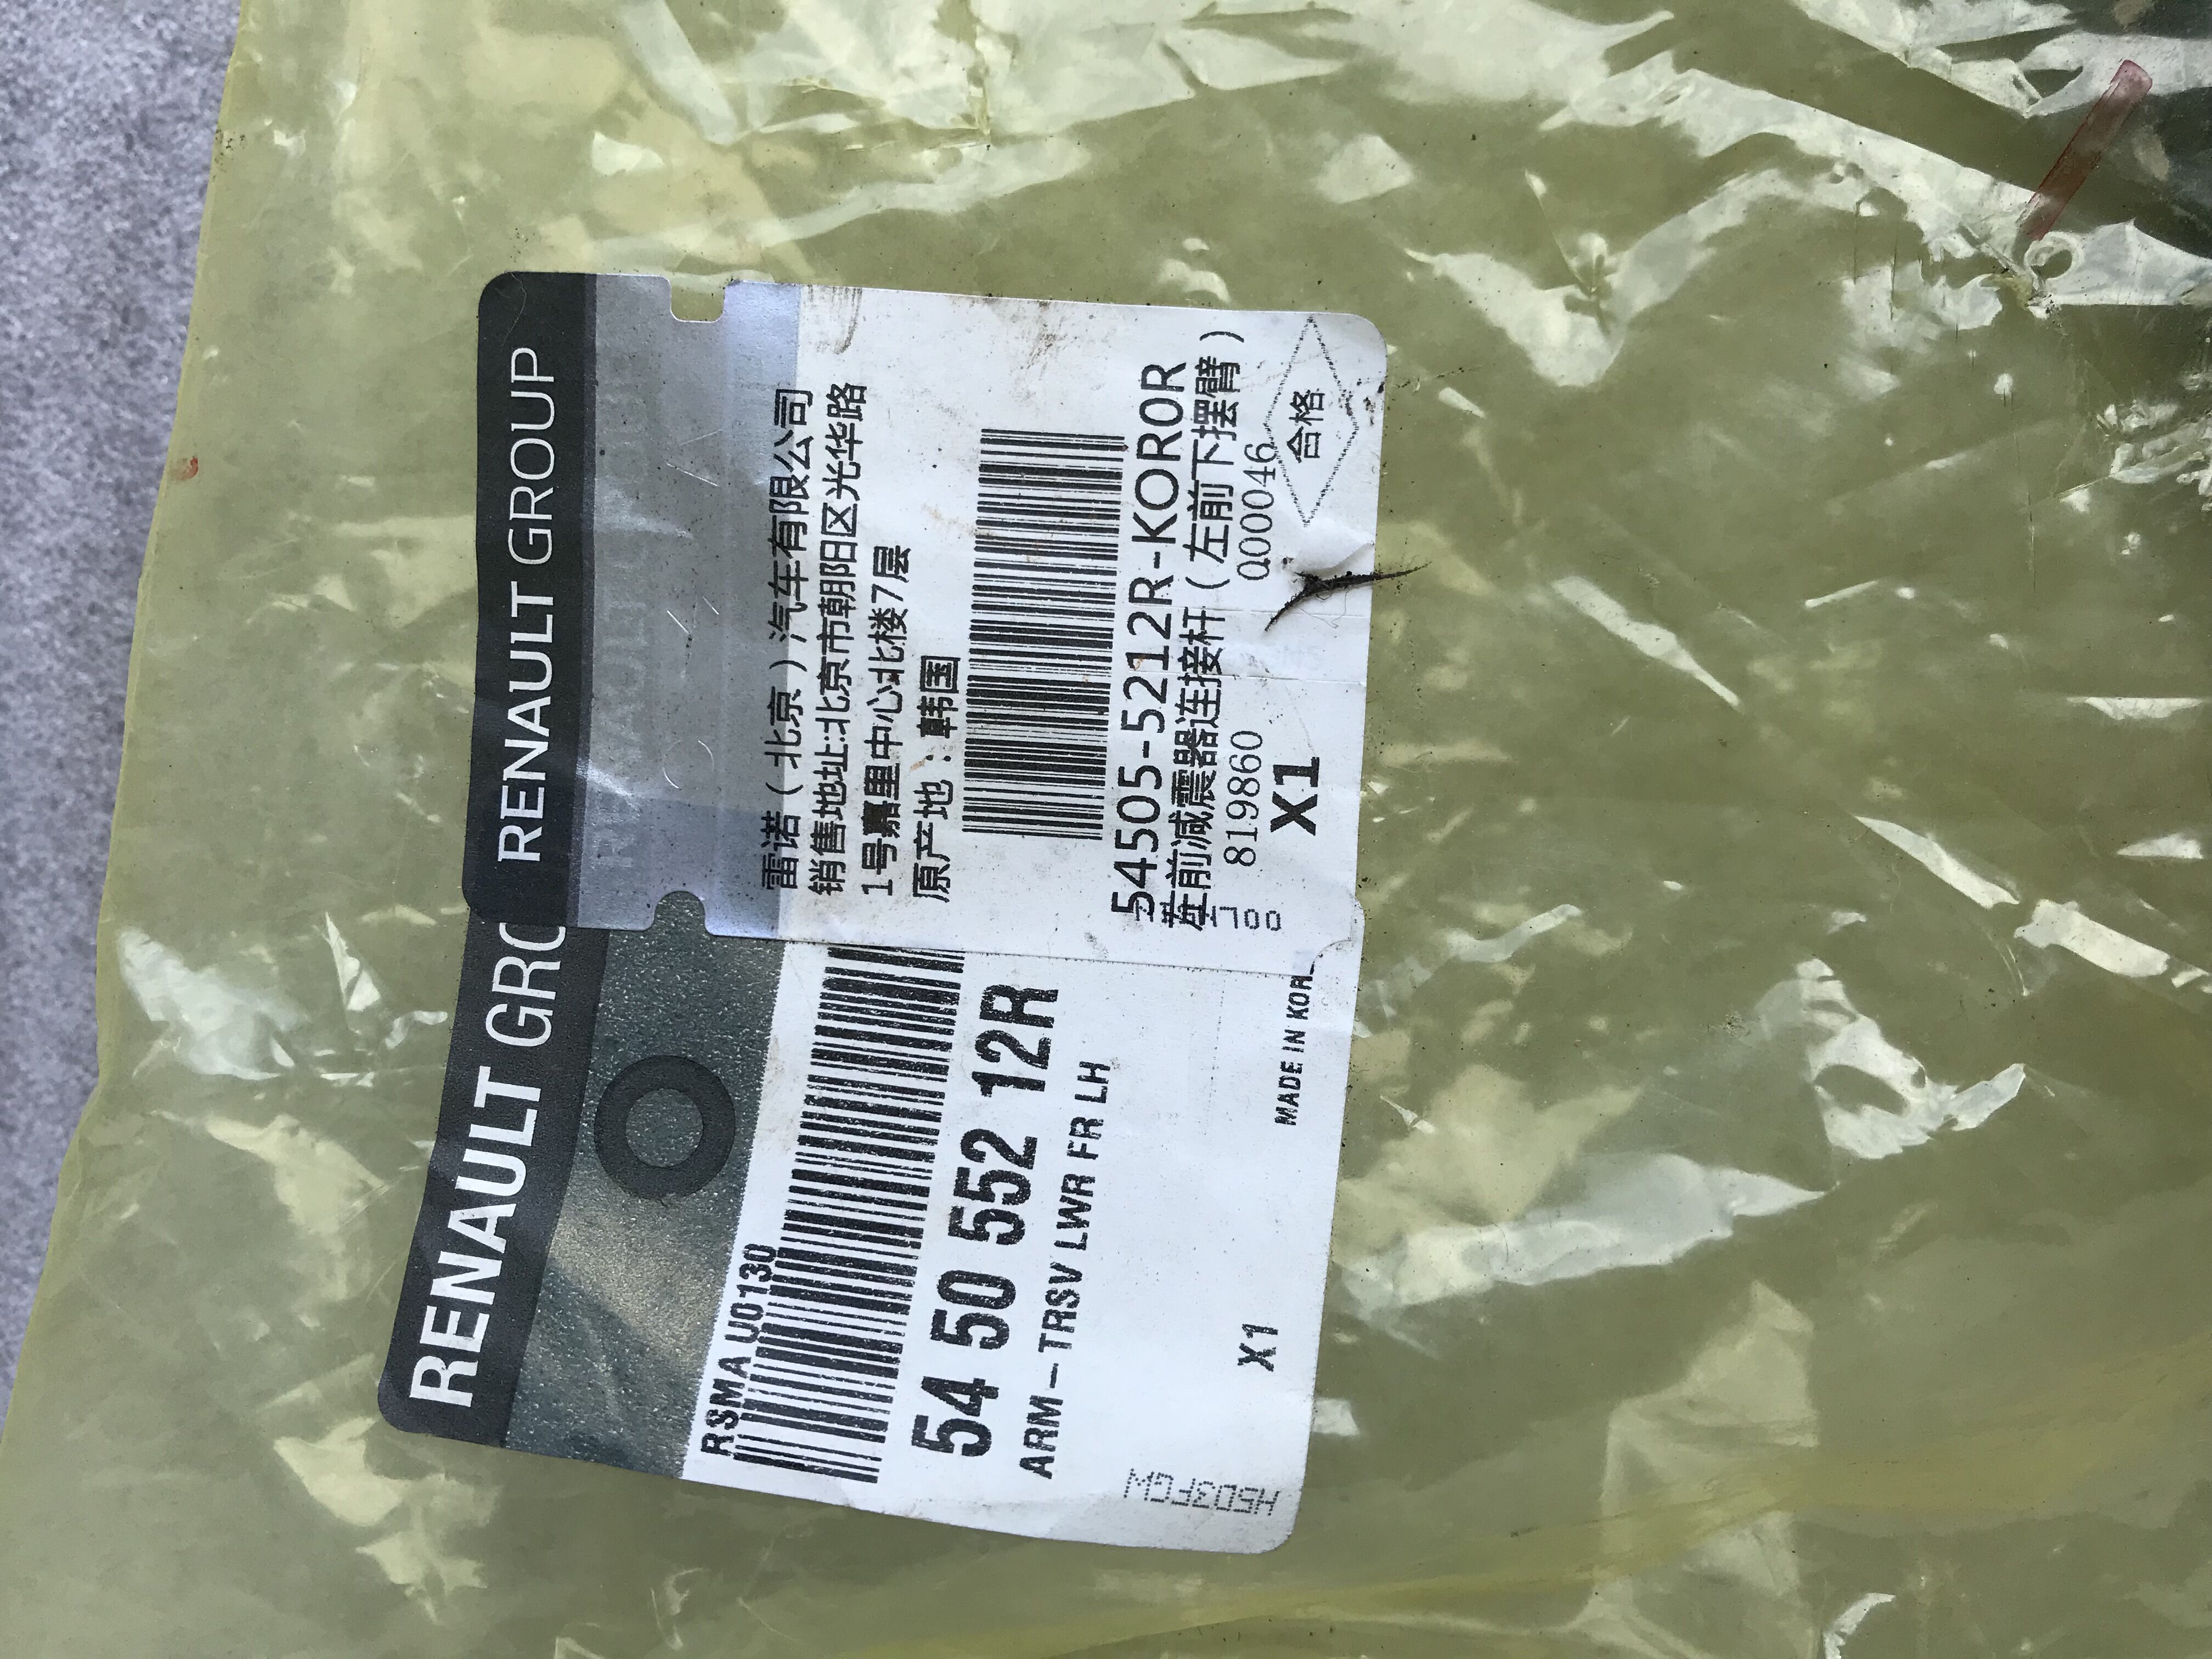 RENAULT GROUP
雷诺（北京）汽车有限公司
销售地址:北京市朝阳区光华路
1号嘉里中心北楼7层
原产地：韩国
54505-5212R-KOR0R
左前减震器连接杆（左前下摆臂）
819860
Q000046
X1
合格
RENAULT GRO
RSMA U0130
54 50 552 12R
ARM-TRSV LWR FR LH
MADE IN KOR
X1
H5D3FGW